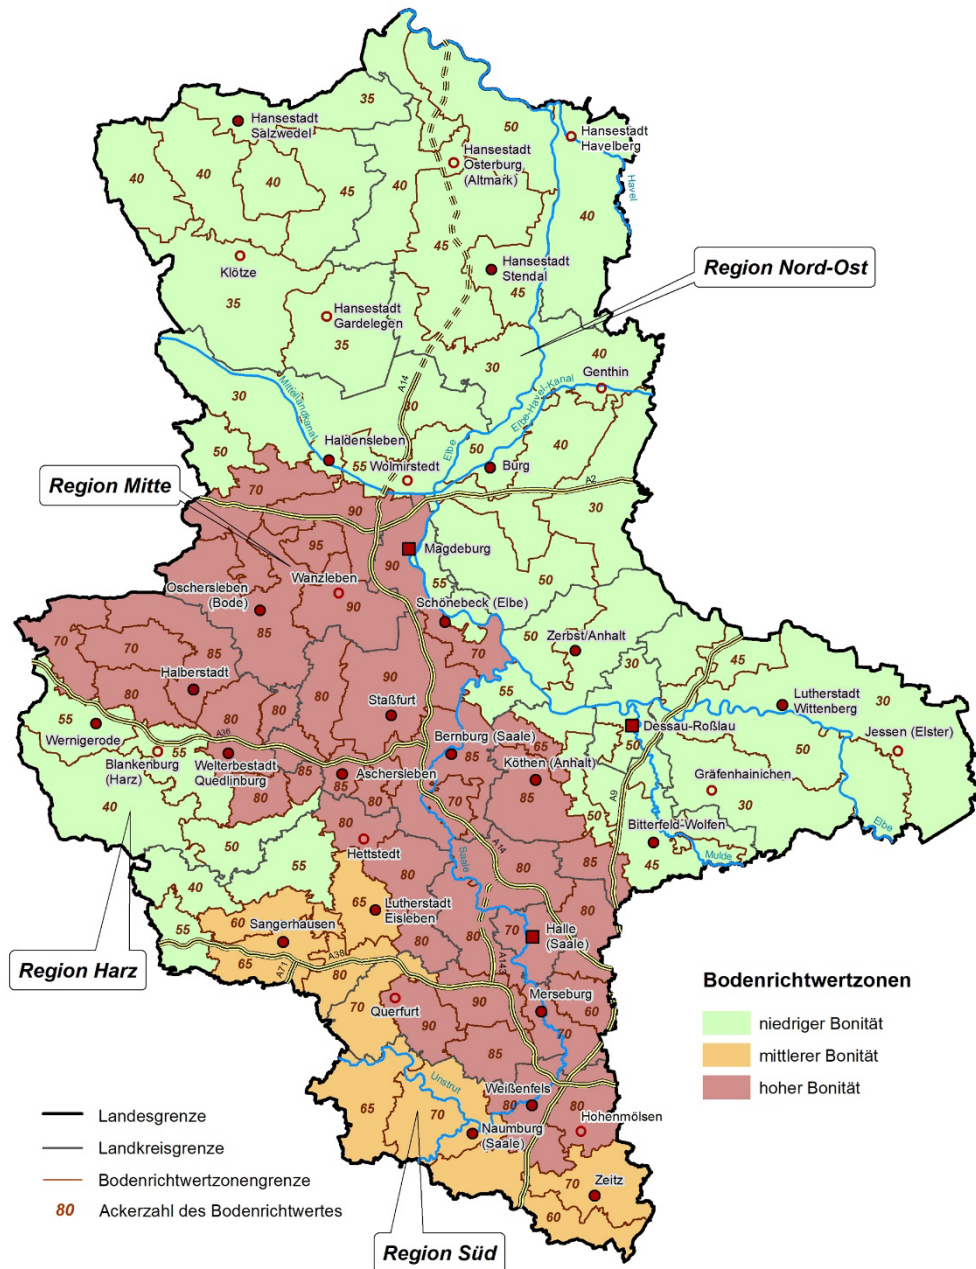 35
Hansestadt
Salzwedel
50
Hansestadt
Havelberg
Hansestadt
Osterburg
(Altmark)
Havel
40
40
40
45
40
40
45
Klötze
Hansestadt
Stendal
45
Region Nord-Ost
35
Hansestadt
Gardelegen
35
30
40
Genthin
A14
Mittellandkanal
Elbe-Havel-Kanal
30
30
Haldensleben
Elbe
50
40
50
55
Wolmirstedt
Burg
Region Mitte
70
A2
90
30
95
Magdeburg
90
Wanzleben
50
Oschersleben
(Bode)
90
55
Schönebeck (Elbe)
85
50
Zerbst/Anhalt
70
85
70
70
30
45
Halberstadt
90
Lutherstadt
Wittenberg
30
80
80
80
80
Staßfurt
55
55
Wernigerode
A36
Dessau-Roßlau
Jessen (Elster)
55
Blankenburg
(Harz)
Welterbestadt
Quedlinburg
Bernburg (Saale)
65
50
50
85
Aschersleben
85
85
Köthen (Anhalt)
85
70
Gräfenhainichen
40
80
80
A9
30
50
Bitterfeld-Wolfen
Elbe
50
80
Hettstedt
A14
45
Mulde
Saale
55
85
40
80
80
65
Lutherstadt
Eisleben
55
60
Sangerhausen
70
Halle
(Saale)
80
80
65
A38
A71
80
A143
Region Harz
Bodenrichtwertzonen
70
Querfurt
90
Merseburg
60
90
70
niedriger Bonität
85
mittlerer Bonität
Unstrut
Weißenfels
hoher Bonität
65
70
80
80
Hohenmölsen
Landesgrenze
Naumburg
(Saale)
Landkreisgrenze
Bodenrichtwertzonengrenze
70
Zeitz
80
Ackerzahl des Bodenrichtwertes
60
Region Süd